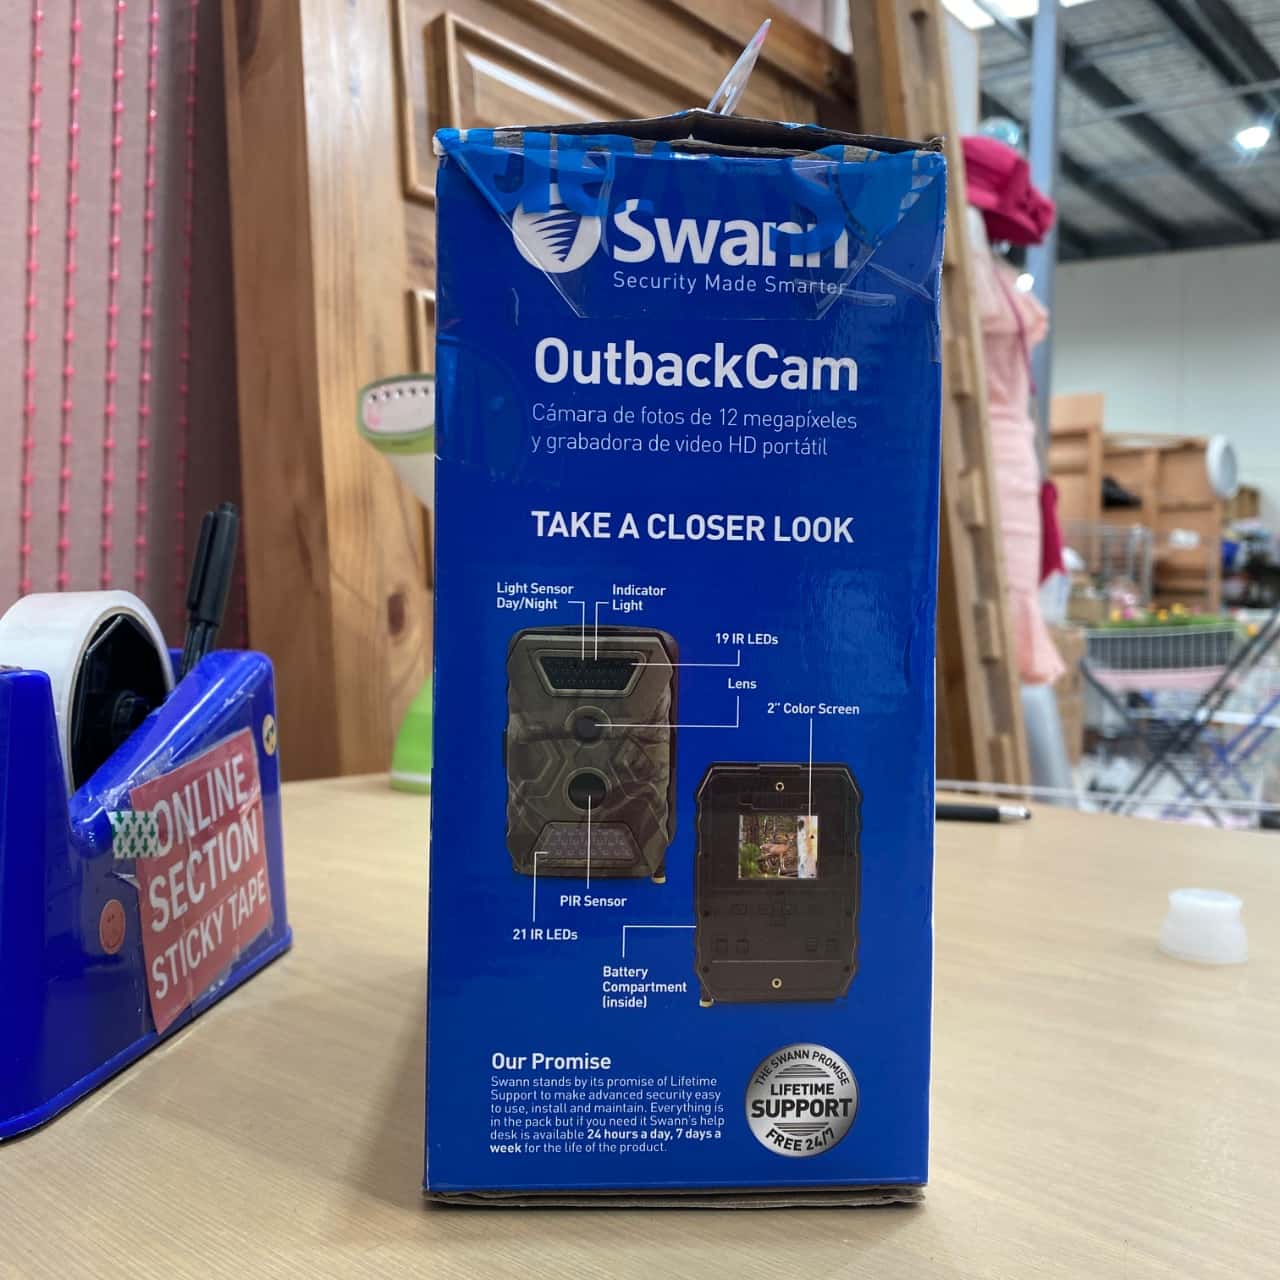 Swann
Security Made Smarter
OutbackCam
Cámara de fotos de 12 megapíxeles
y grabadora de video HD portátil
TAKE A CLOSER LOOK
Light Sensor
Day/Night
Indicator
Light
19 IR LEDs
Lens
2" Color Screen
PIR Sensor
21 IR LEDs
Battery
Compartment
(inside)
Our Promise
Swann stands by its promise of Lifetime
Support to make advanced security easy
to use, install and maintain. Everything is
in the pack but if you need it Swann's help
desk is available 24 hours a day, 7 days a
week for the life of the product.
THE SWANN PROMISE
LIFETIME
SUPPORT
FREE 24/7
ONLINE
SECTION
STICKY TAPE